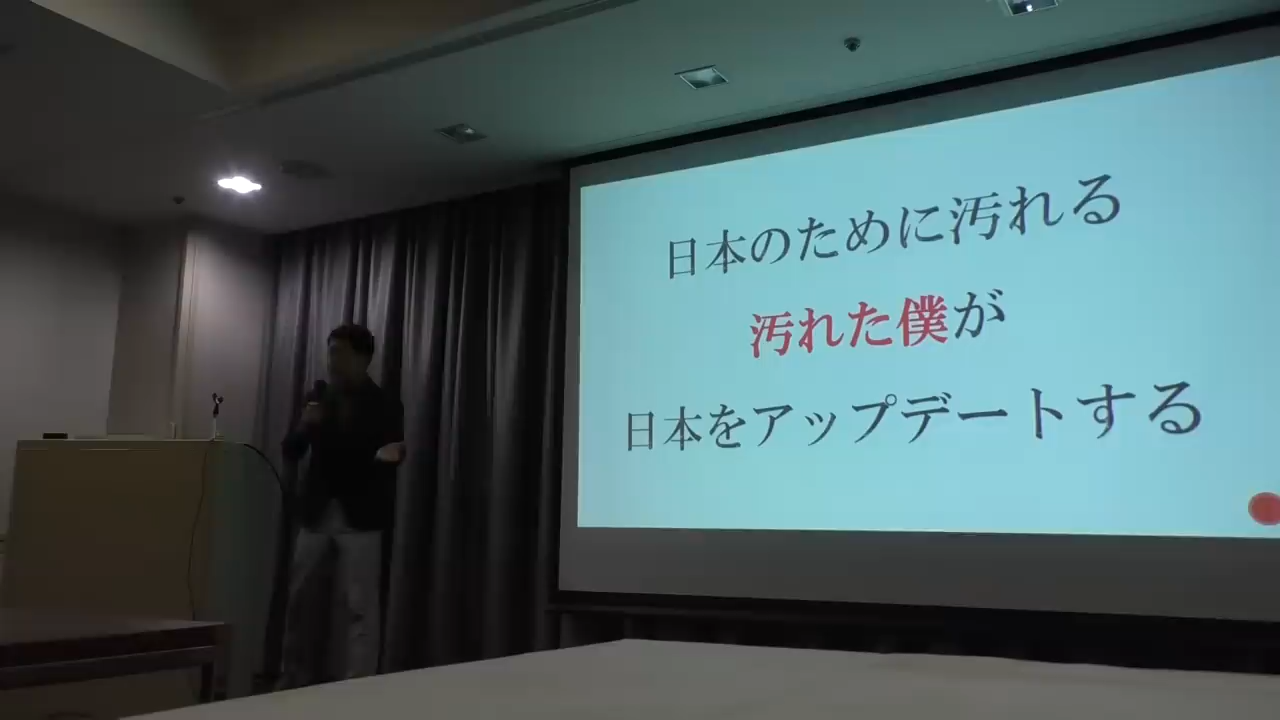 日本のために汚れる
汚れた僕が
日本をアップデートする